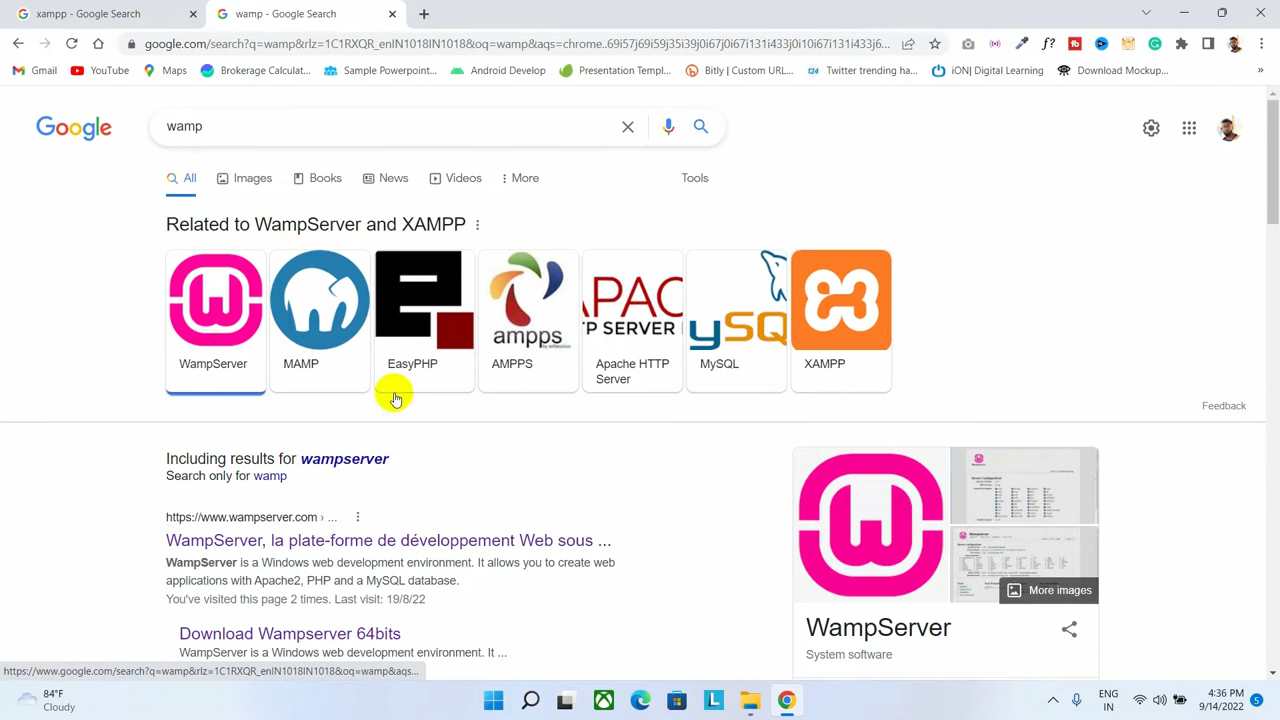 xampp - Google Search
wamp - Google Search
google.com/search?q=wamp&rlz=1C1RXQR_enIN1018IN1018&oq=wamp&aqs=chrome..69i57j69i59j35i39j0i67j0i67i131i433j0i10i67i131i433j6...
Gmail
YouTube
Maps
Brokerage Calculat...
Sample Powerpoint...
Android Develop
Presentation Templ...
Bitly | Custom URL...
Twitter trending ha...
iON| Digital Learning
Download Mockup...
»
Google
wamp
All
Images
Books
News
Videos
More
Tools
Related to WampServer and XAMPP
ampps
WampServer
MAMP
EasyPHP
AMPPS
Apache HTTP
Server
MySQL
XAMPP
Feedback
Including results for wampserver
Search only for wamp
https://www.wampserver.
WampServer, la plate-forme de développement Web sous ...
WampServer is a Windows web development environment. It allows you to create web
applications with Apache, PHP and a MySQL database.
You've visited this page times. Last visit: 19/8/22
Download Wampserver 64bits
WampServer is a Windows web development environment. It ...
More images
WampServer
System software
https://www.google.com/search?q=wamp&rlz=1C1RXQR_enIN1018IN1018&oq=wamp&aqs...
84°F
Cloudy
ENG
IN
4:36 PM
9/14/2022
5